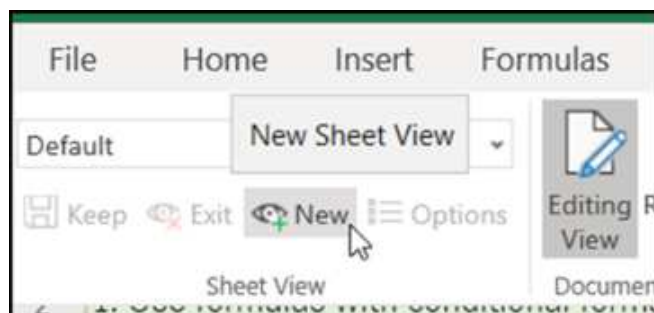 File Home Insert Formulas
Default New Sheet View
Keep Exit New Options
Editing View
Sheet View